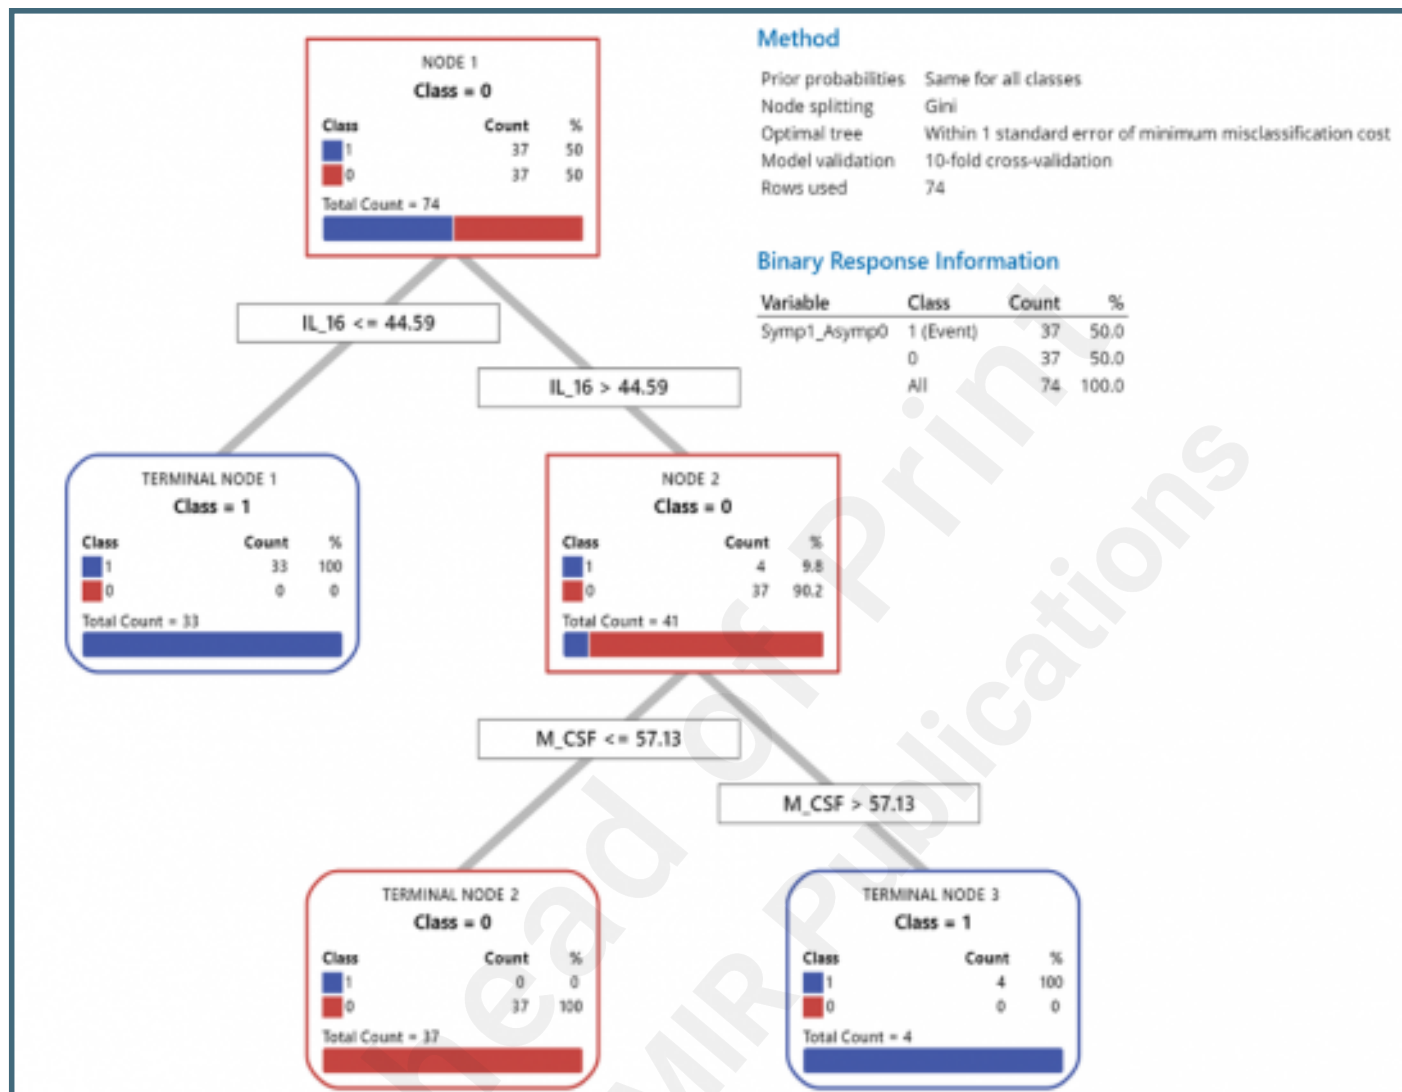 NODE 1
Class = 0
Class Count %
1 37 50
0 37 50
Total Count = 74
Method
Prior probabilities Same for all classes
Node splitting Gini
Optimal tree Within 1 standard error of minimum misclassification cost
Model validation 10-fold cross-validation
Rows used 74
Binary Response Information
Variable Class Count %
Symp1_Asymp0 1 (Event) 37 50.0
0 37 50.0
All 74 100.0
IL_16 <= 44.59
IL_16 > 44.59
TERMINAL NODE 1
Class = 1
Class Count %
1 33 100
0 0 0
Total Count = 33
NODE 2
Class = 0
Class Count %
1 4 9.8
0 37 90.2
Total Count = 41
M_CSF <= 57.13
M_CSF > 57.13
TERMINAL NODE 2
Class = 0
Class Count %
1 0 0
0 37 100
Total Count = 37
TERMINAL NODE 3
Class = 1
Class Count %
1 4 100
0 0 0
Total Count = 4
head of Print
MIR Publications